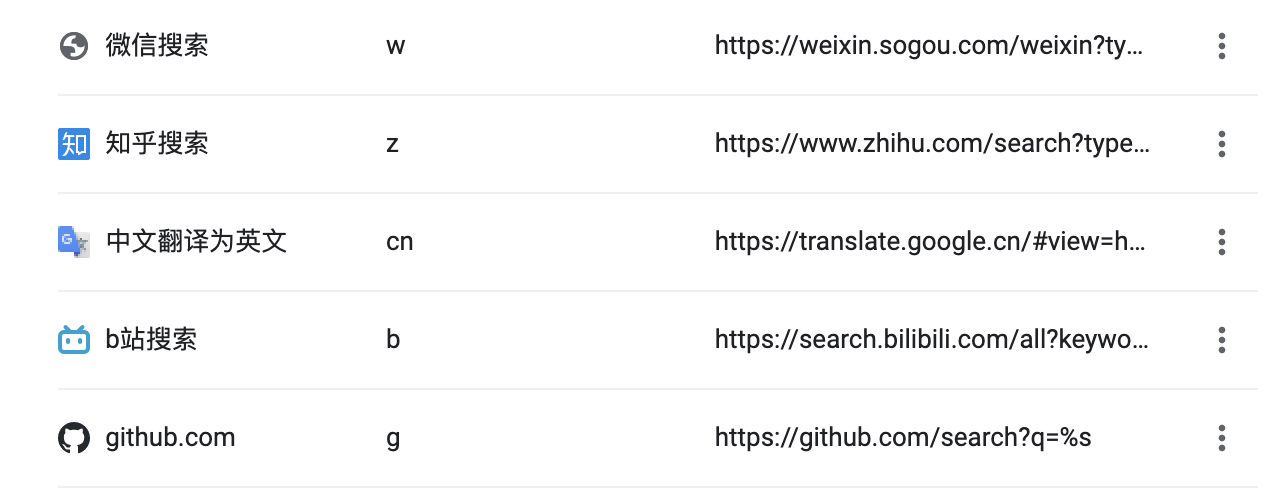 微信搜索 w https://weixin.sogou.com/weixin?ty...
知 知乎搜索 z https://www.zhihu.com/search?type...
G 文 中文翻译为英文 cn https://translate.google.cn/#view=h...
b站搜索 b https://search.bilibili.com/all?keywo...
github.com g https://github.com/search?q=%s